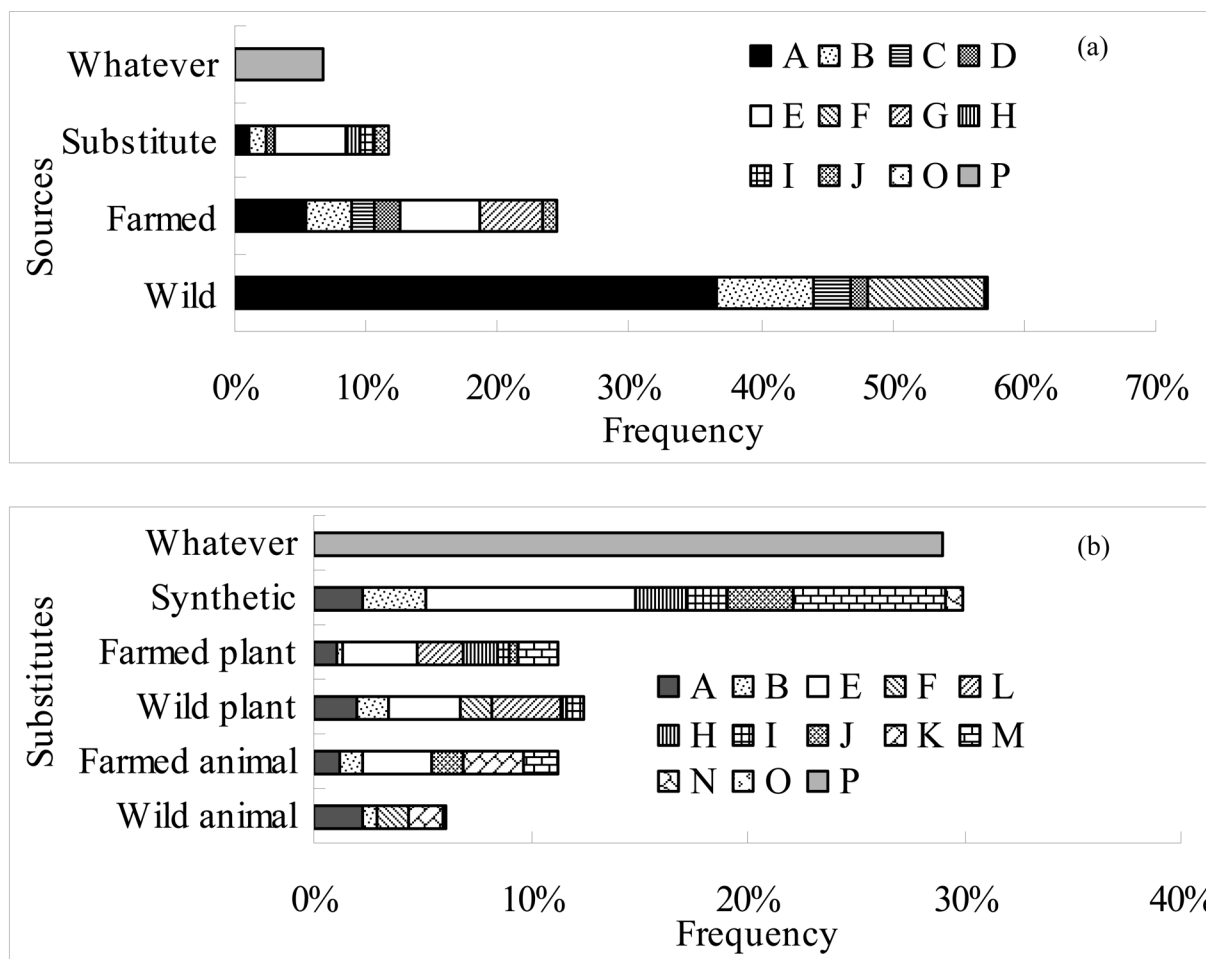 (a)
A B C D
E F G H
I J O P
Sources
Whatever
Substitute
Farmed
Wild
0% 10% 20% 30% 40% 50% 60% 70%
Frequency
(b)
Substitutes
Whatever
Synthetic
Farmed plant
Wild plant
Farmed animal
Wild animal
A B E F L
H I J K M
N O P
0% 10% 20% 30% 40%
Frequency